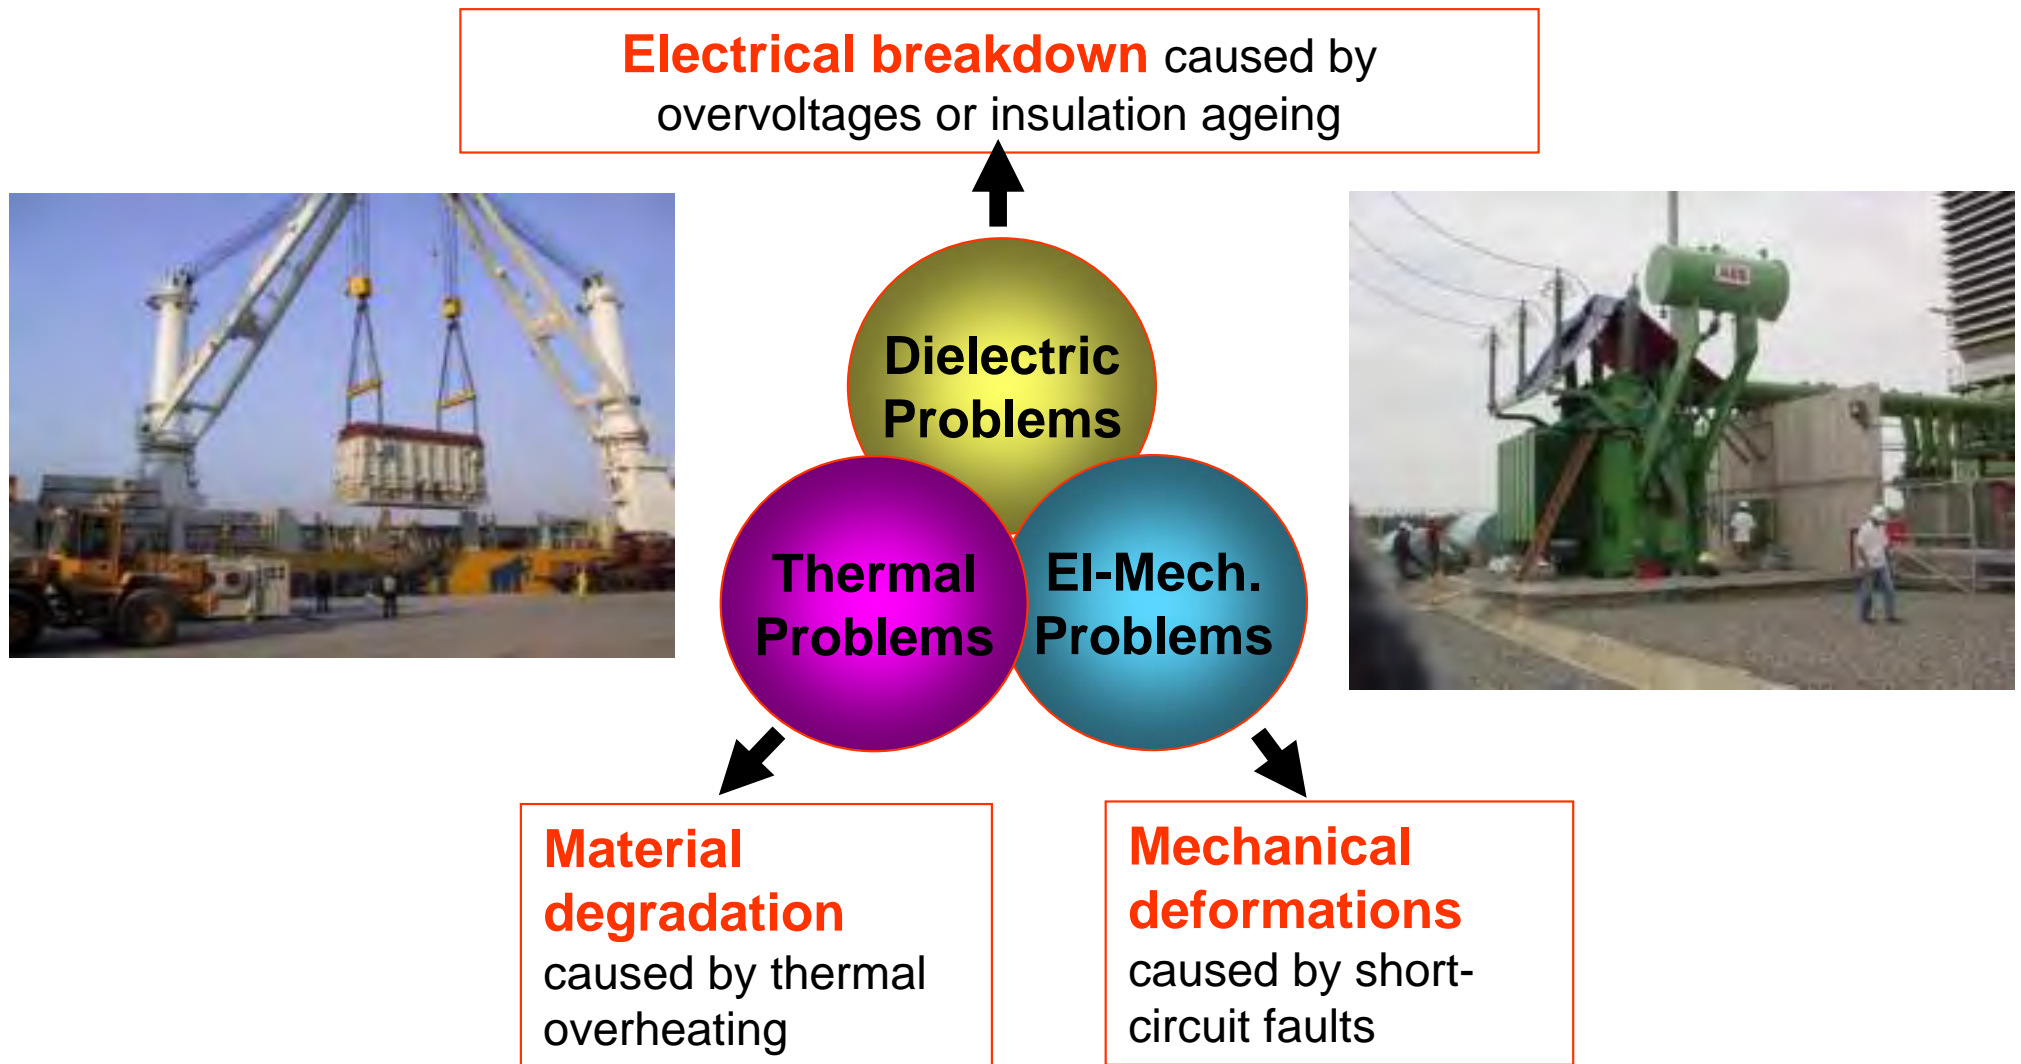 Electrical breakdown caused by
overvoltages or insulation ageing
Dielectric
Problems
Thermal
Problems
El-Mech.
Problems
Material
degradation
caused by thermal
overheating
Mechanical
deformations
caused by short-
circuit faults